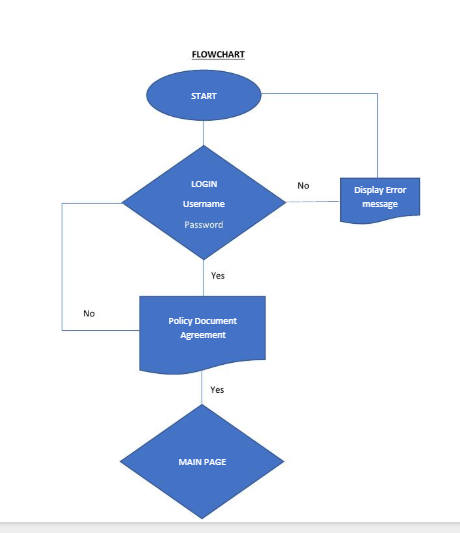 FLOWCHART
START
LOGIN
Username
Password
No
Display Error
message
Yes
No
Policy Document
Agreement
Yes
MAIN PAGE